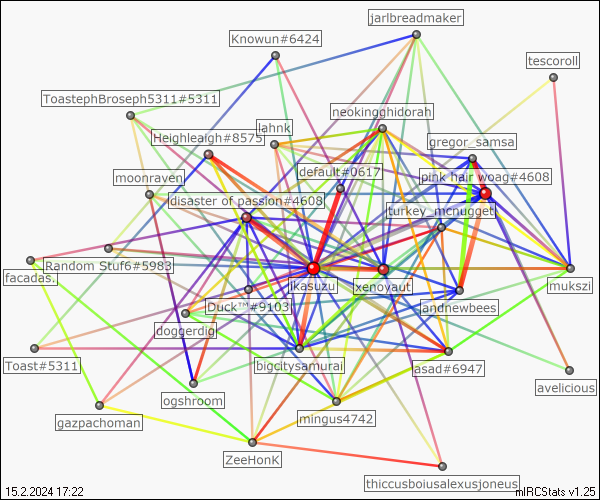 jarlbreadmaker
Knowun#6424
tescoroll
ToastephBroseph5311#5311
neokingghidorah
lahnk
Heighleaigh#8575
gregor_samsa
default#0617
moonraven
pink hair woag#4608
disaster of passion#4608
turkey_mcnugget
Random Stuf6#5983
facadas.
ikasuzu
xenoyaut
mukszi
Duck™#9103
jandnewbees
doggerdig
Toast#5311
bigcitysamurai
asad#6947
avelicious
ogshroom
gazpachoman
mingus4742
ZeeHonK
thiccusboiusalexusjoneus
15.2.2024 17:22
mIRCStats v1.25